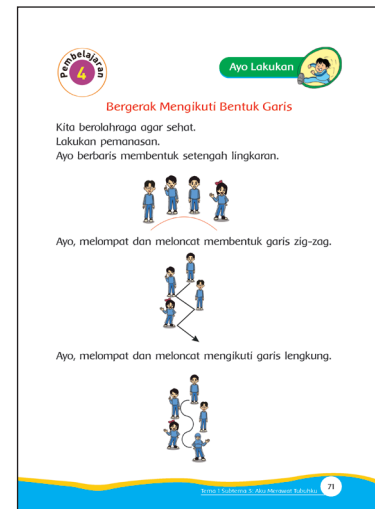 Pembelajaran
4
Ayo Lakukan
Bergerak Mengikuti Bentuk Garis
Kita berolahraga agar sehat.
Lakukan pemanasan.
Ayo berbaris membentuk setengah lingkaran.
Ayo, melompat dan meloncat membentuk garis zig-zag.
Ayo, melompat dan meloncat mengikuti garis lengkung.
Tema 1 Subtema 3: Aku Merawat Tubuhku
71